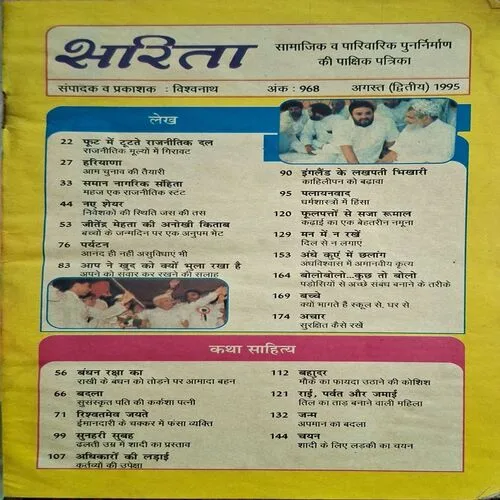 सरिता
सामाजिक व पारिवारिक पुनर्निर्माण
की पाक्षिक पत्रिका
संपादक व प्रकाशक : विश्वनाथ
अंक : 968
अगस्त (द्वितीय) 1995
लेख
22 फूट में टूटते राजनीतिक दल
राजनीतिक मूल्यों में गिरावट
27 हरियाणा
आम चुनाव की तैयारी
33 समान नागरिक संहिता
महज एक राजनीतिक स्टंट
44 नए शेयर
निवेशकों की स्थिति जस की तस
53 जीतेंद्र मेहता की अनोखी किताब
बच्चों के जन्मदिन पर एक अनुपम भेंट
76 पर्यटन
आनंद ही नहीं असुविधाएं भी
83 आप ने खुद को क्यों भुला रखा है
अपने को संवार कर रखने की सलाह
90 इंगलैंड के लखपती भिखारी
काहिलीपन को बढ़ावा
95 पलायनवाद
धर्मशास्त्रों में हिंसा
120 फूलपत्तों से सजा रूमाल
कढ़ाई का एक बेहतरीन नमूना
129 मन में न रखें
दिल से न लगाएं
153 अंधे कुएं में छलांग
अंधविश्वास में अमानवीय कृत्य
164 बोलोबोलो...कुछ तो बोलो
पड़ोसियों से अच्छे संबंध बनाने के तरीके
169 बच्चे
क्यों भागते हैं स्कूल से, घर से
174 अचार
सुरक्षित कैसे रखें
कथा साहित्य
56 बंधन रक्षा का
राखी के बंधन को तोड़ने पर आमादा बहन
66 बदला
सुसंस्कृत पति की कर्कशा पत्नी
71 रिश्वतमेव जयते
ईमानदारी के चक्कर में फंसा व्यक्ति
99 सुनहरी सुबह
ढलती उम्र में शादी का प्रस्ताव
107 अधिकारों की लड़ाई
कर्तव्यों की उपेक्षा
112 बहादुर
मौके का फायदा उठाने की कोशिश
121 राई, पर्वत और जमाई
तिल का ताड़ बनाने वाली महिला
132 जन्म
अपमान का बदला
144 चयन
शादी के लिए लड़की का चयन